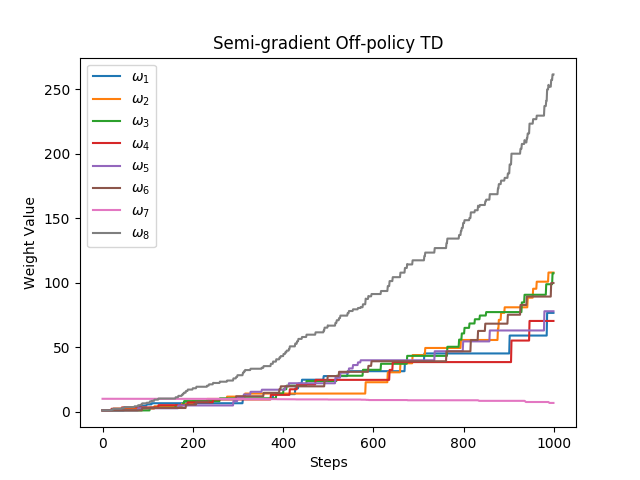 Semi-gradient Off-policy TD
ω₁
ω₂
ω₃
ω₄
ω₅
ω₆
ω₇
ω₈
250
200
150
100
50
0
Weight Value
0 200 400 600 800 1000
Steps